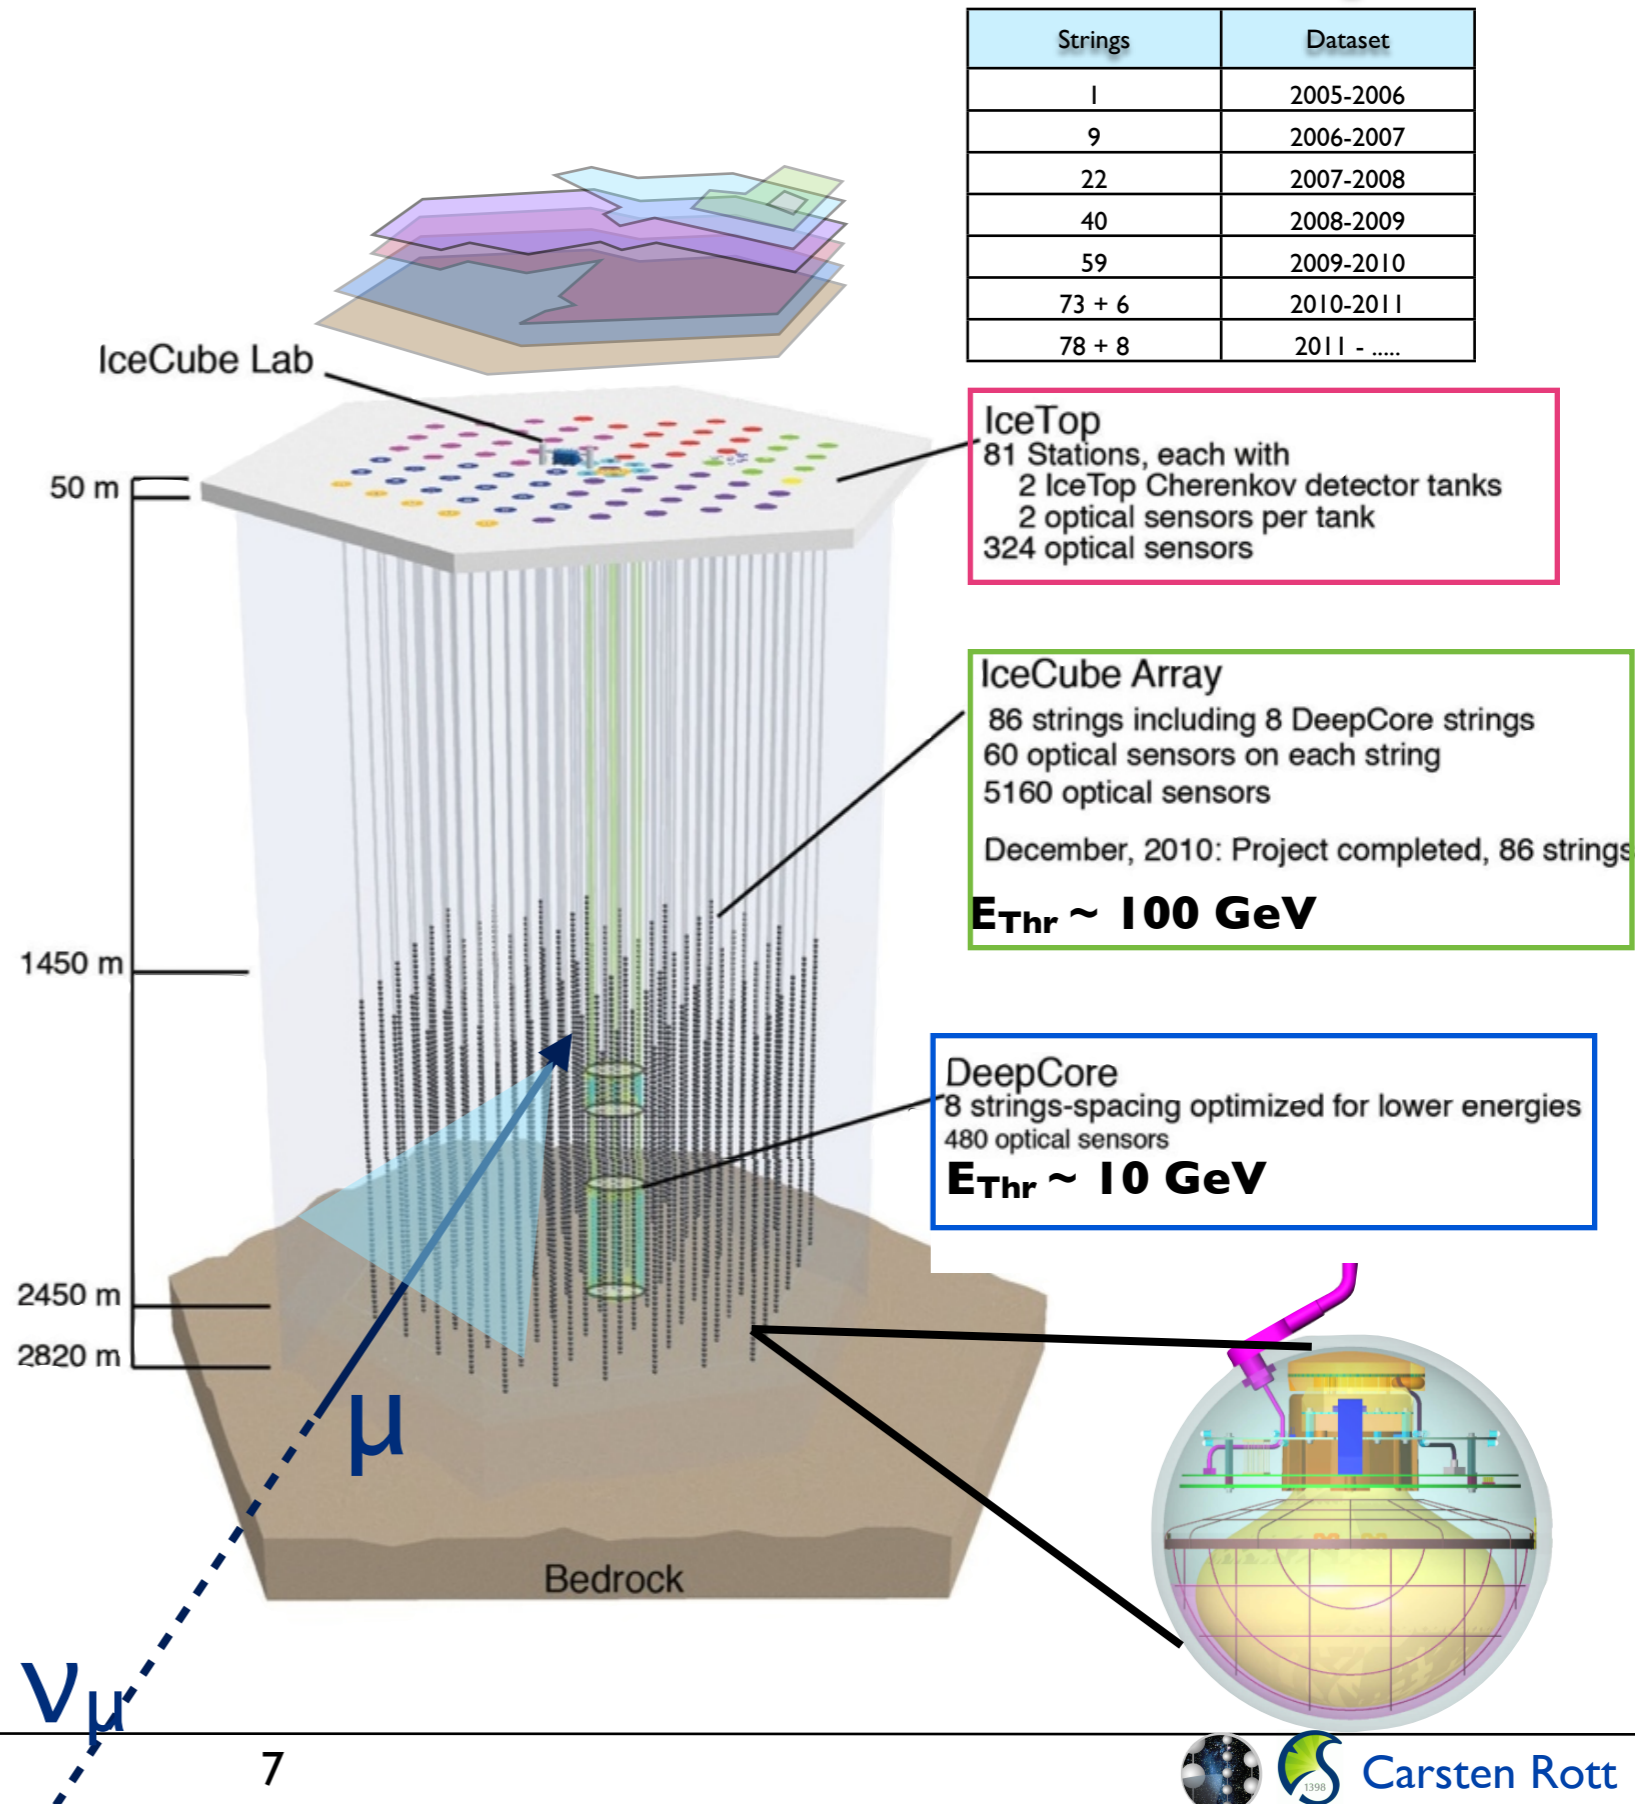 Strings Dataset
1 2005-2006
9 2006-2007
22 2007-2008
40 2008-2009
59 2009-2010
73 + 6 2010-2011
78 + 8 2011 - .....
IceCube Lab
IceTop
81 Stations, each with
2 IceTop Cherenkov detector tanks
2 optical sensors per tank
324 optical sensors
50 m
IceCube Array
86 strings including 8 DeepCore strings
60 optical sensors on each string
5160 optical sensors
December, 2010: Project completed, 86 strings
EThr ~ 100 GeV
1450 m
DeepCore
8 strings-spacing optimized for lower energies
480 optical sensors
EThr ~ 10 GeV
2450 m
2820 m
μ
Bedrock
νμ
7
1398
Carsten Rott